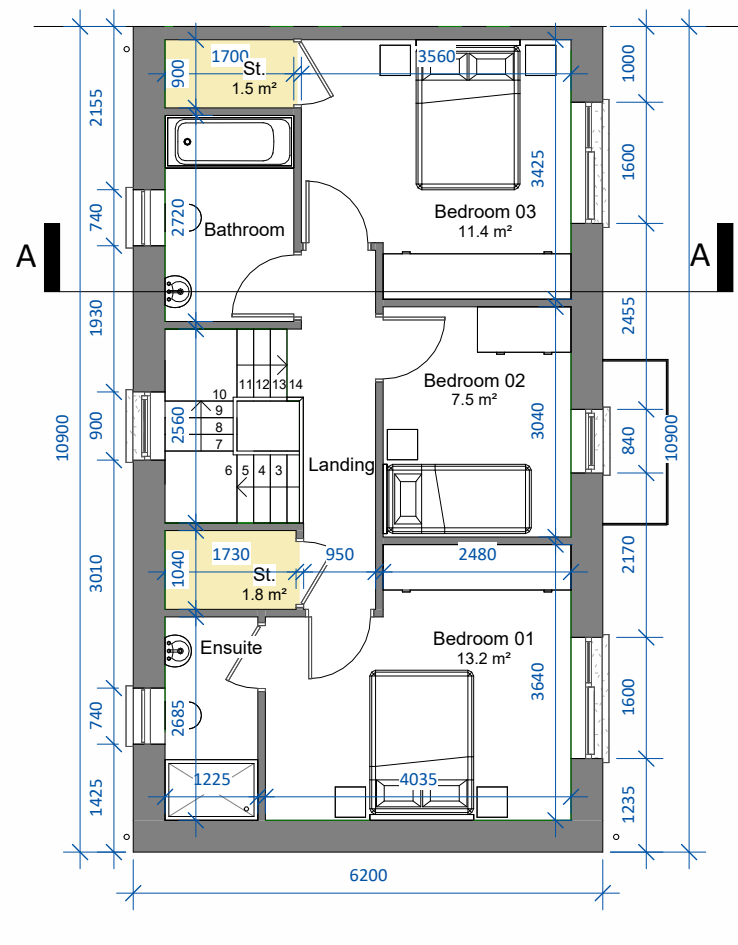 1700
3560
St.
1.5 m²
900
2155
1000
3425
1600
Bathroom
2720
740
Bedroom 03
11.4 m²
A
A
1930
2455
11 12 13 14
10
9
8
7
6 5 4 3
Bedroom 02
7.5 m²
2560
900
10900
Landing
3040
840
10900
1730
950
2480
St.
1.8 m²
1040
3010
2170
Ensuite
Bedroom 01
13.2 m²
2685
740
3640
1600
1225
4035
1425
1235
6200